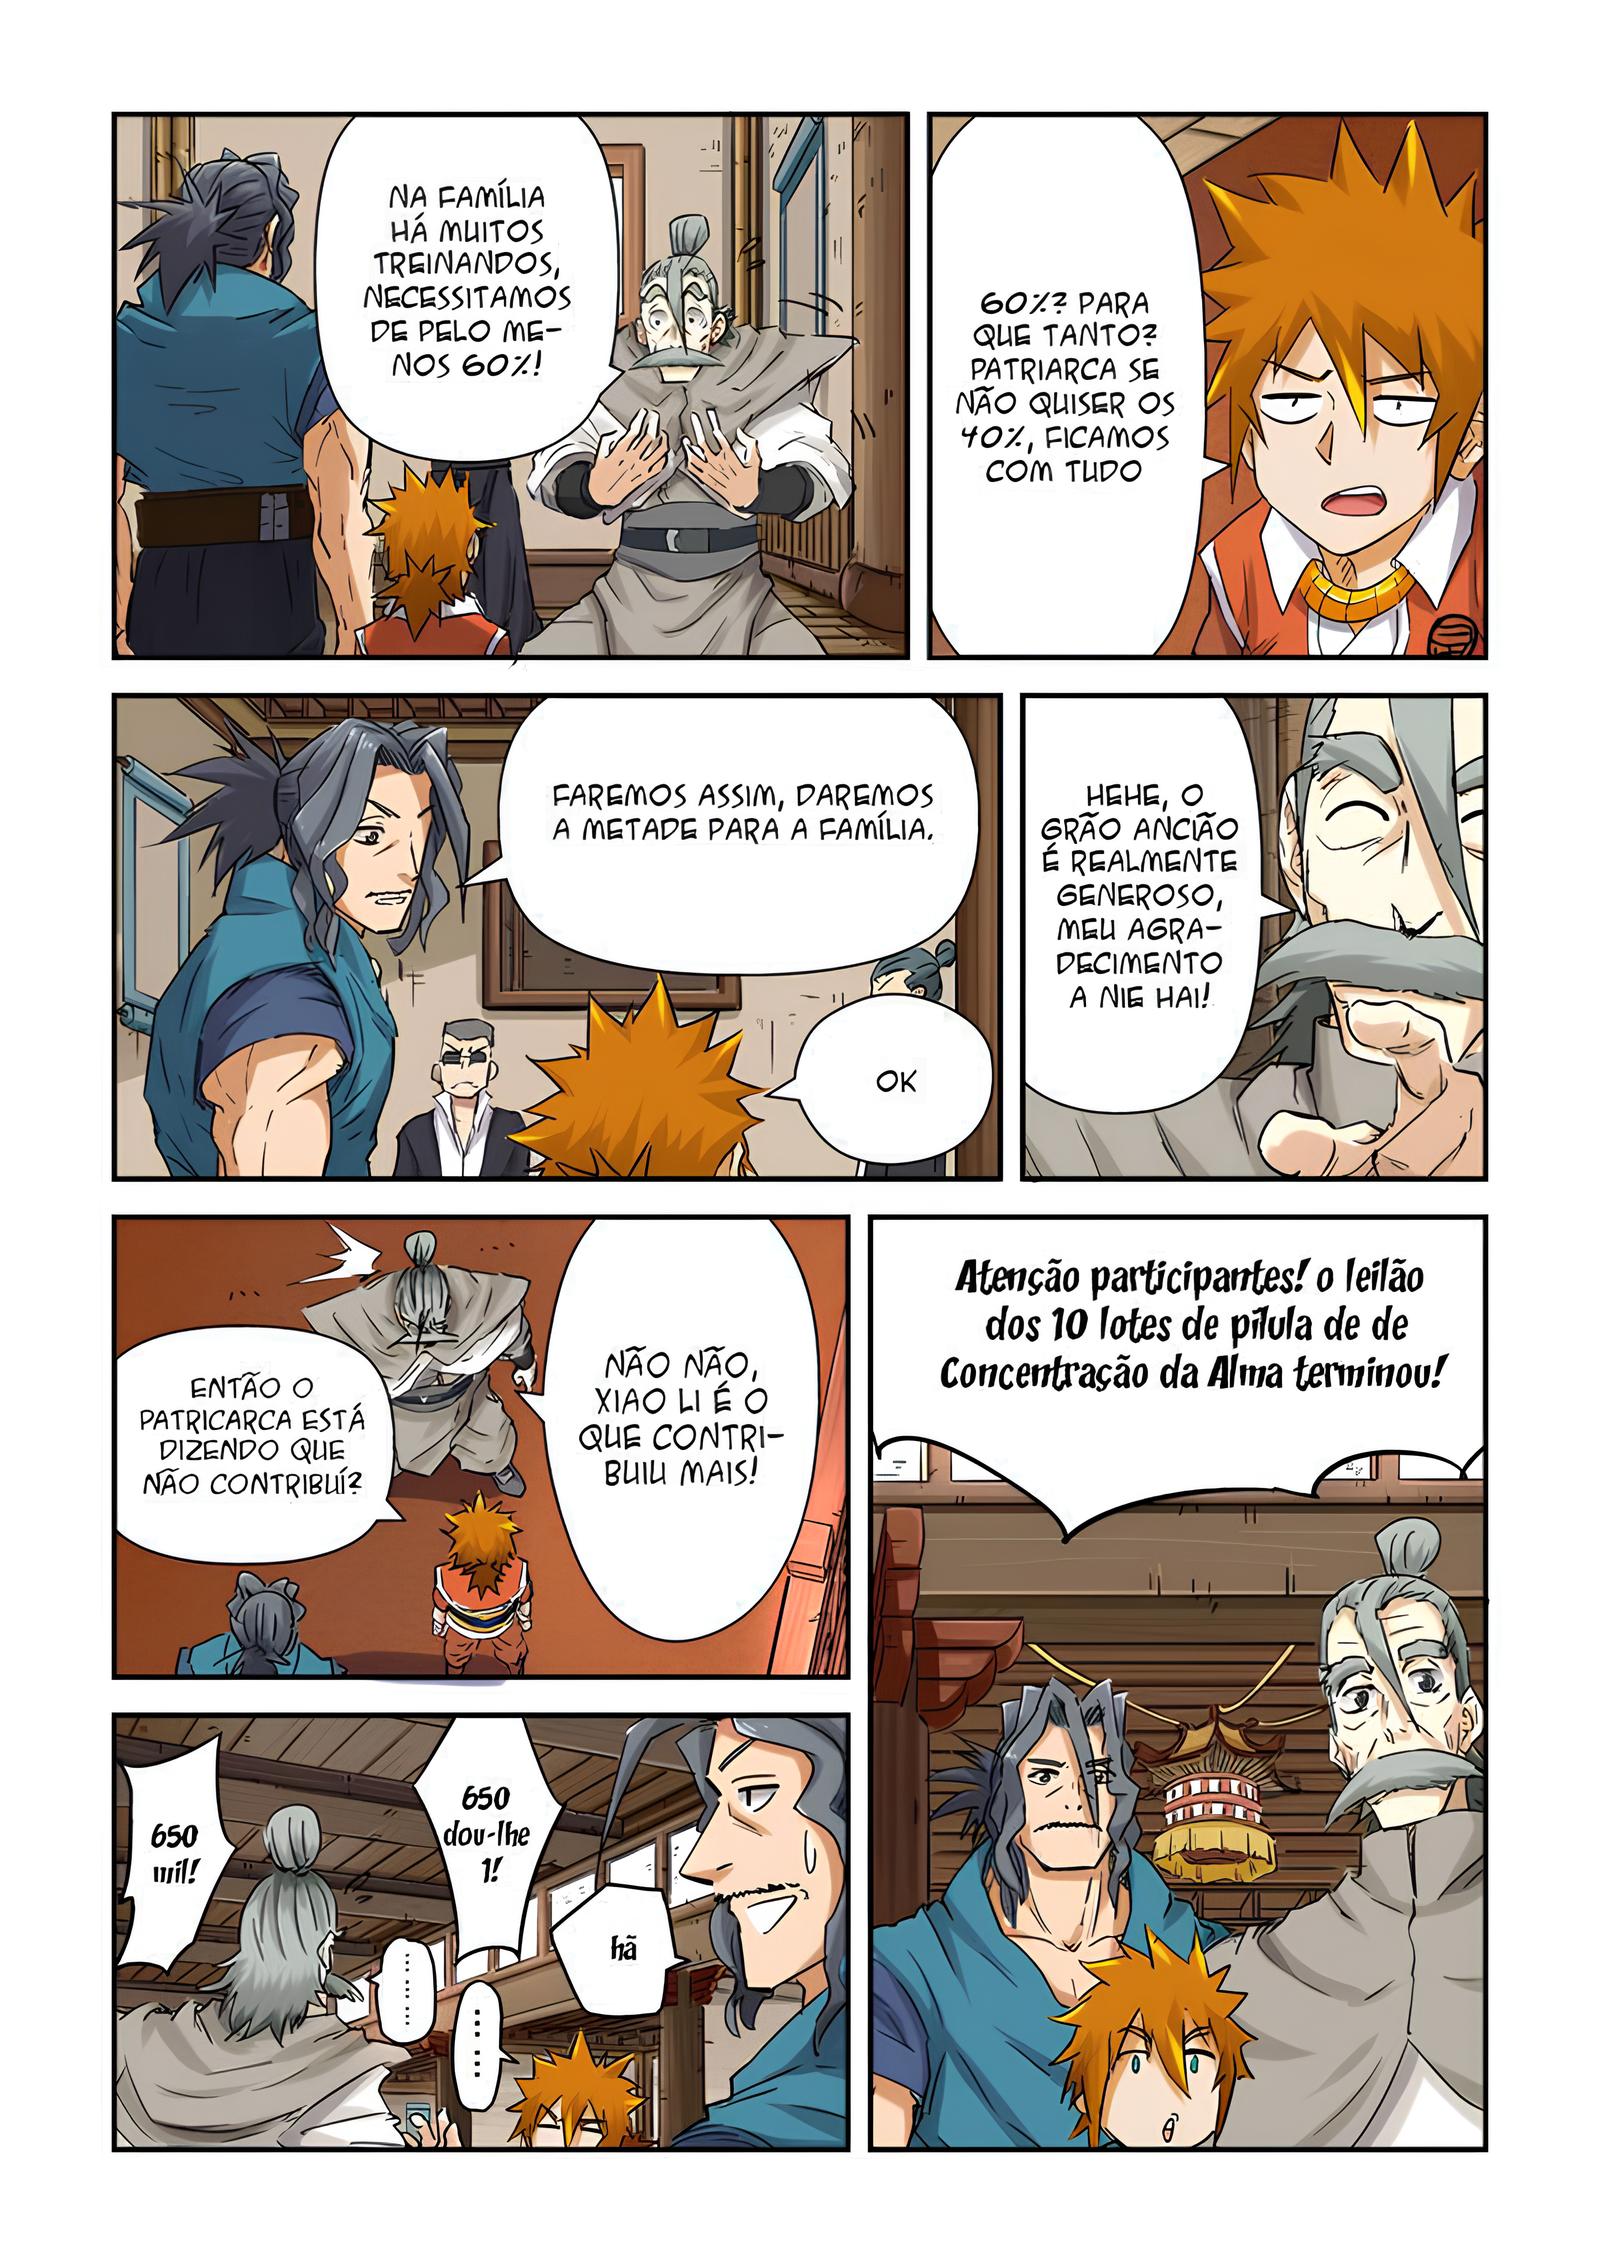 NA FAMÍLIA
HÁ MUITOS
TREINANDOS,
NECESSITAMOS
DE PELO ME-
NOS 60%!
60%? PARA
QUE TANTO?
PATRIARCA SE
NÃO QUISER OS
40%, FICAMOS
COM TUDO
FAREMOS ASSIM, DAREMOS
A METADE PARA A FAMÍLIA.
OK
HEHE, O
GRÃO ANCIÃO
É REALMENTE
GENEROSO,
MEU AGRA-
DECIMENTO
A NIE HAI!
ENTÃO O
PATRICARCA ESTÁ
DIZENDO QUE
NÃO CONTRIBUÍ?
NÃO NÃO,
XIAO LI É O
QUE CONTRI-
BUIU MAIS!
650
mil!
650
dou-lhe
1!
hã
.......
......
Atenção participantes! o leilão
dos 10 lotes de pílula de de
Concentração da Alma terminou!